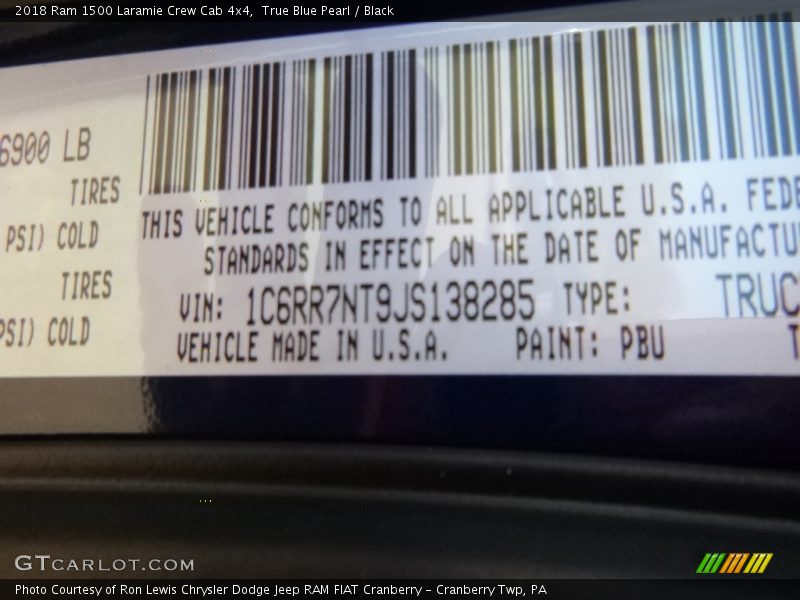 2018 Ram 1500 Laramie Crew Cab 4x4,  True Blue Pearl / Black
6900 LB
TIRES
PSI) COLD
TIRES
PSI) COLD
THIS VEHICLE CONFORMS TO ALL APPLICABLE U.S.A. FEDE
STANDARDS IN EFFECT ON THE DATE OF MANUFACTU
VIN: 1C6RR7NT9JS138285 TYPE: TRUC
VEHICLE MADE IN U.S.A. PAINT: PBU T
GTCARLOT.COM
Photo Courtesy of Ron Lewis Chrysler Dodge Jeep RAM FIAT Cranberry – Cranberry Twp, PA